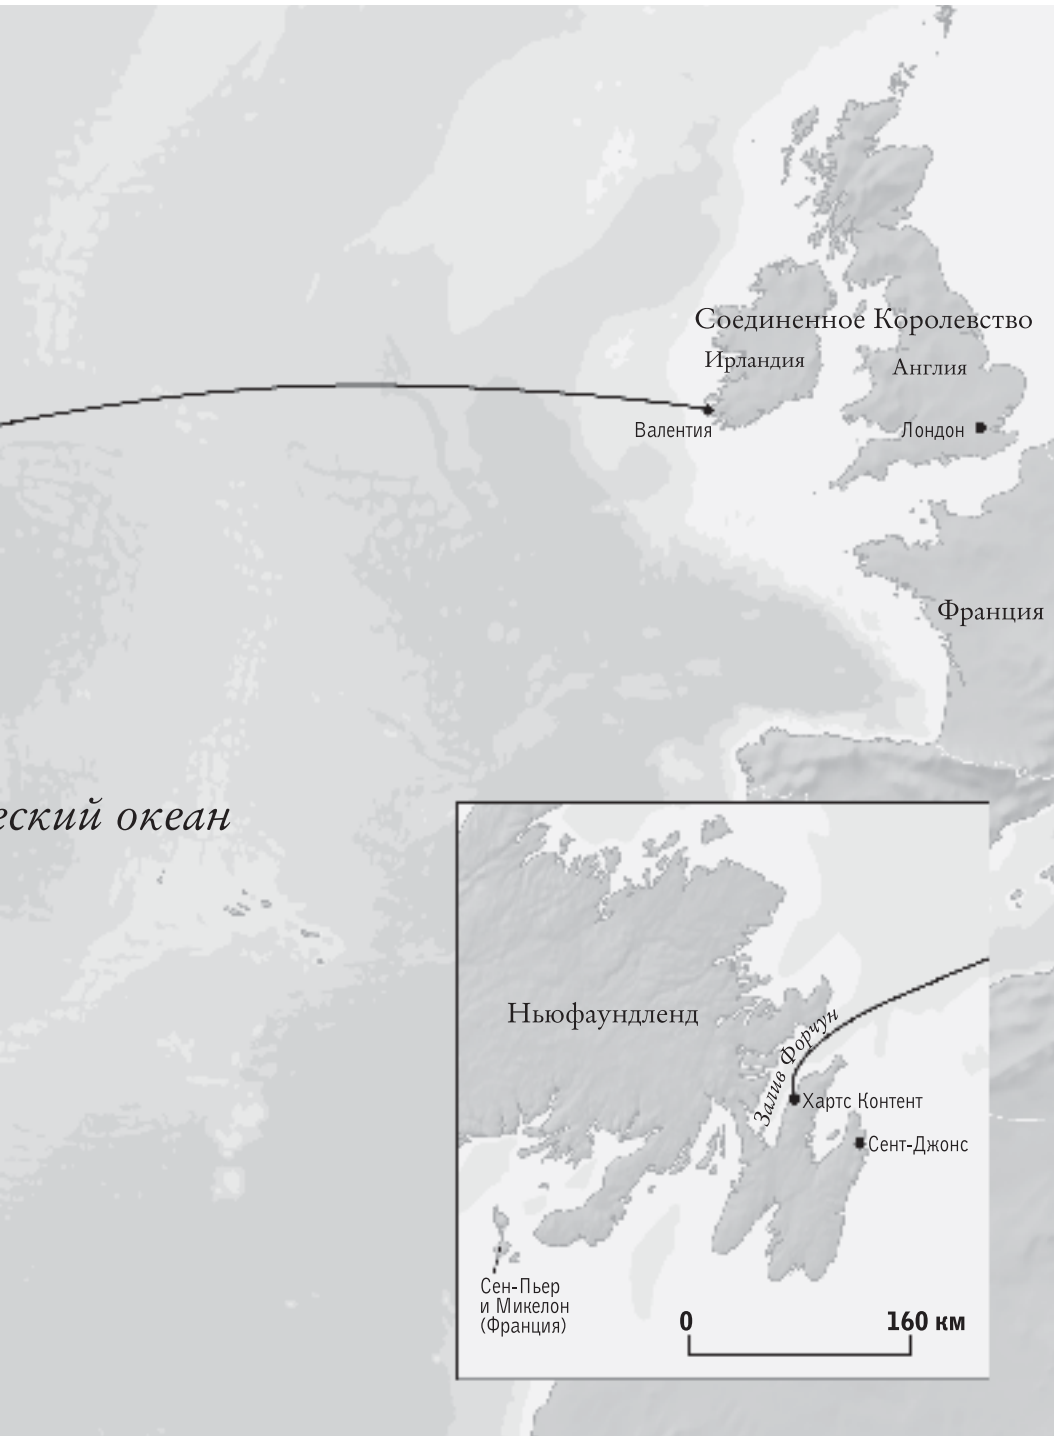 Соединенное Королевство
Ирландия
Англия
Валентия
Лондон
Франция
еский океан
Ньюфаундленд
Залив Форчун
Хартс Контент
Сент-Джонс
Сен-Пьер
и Микелон
(Франция)
0 160 км